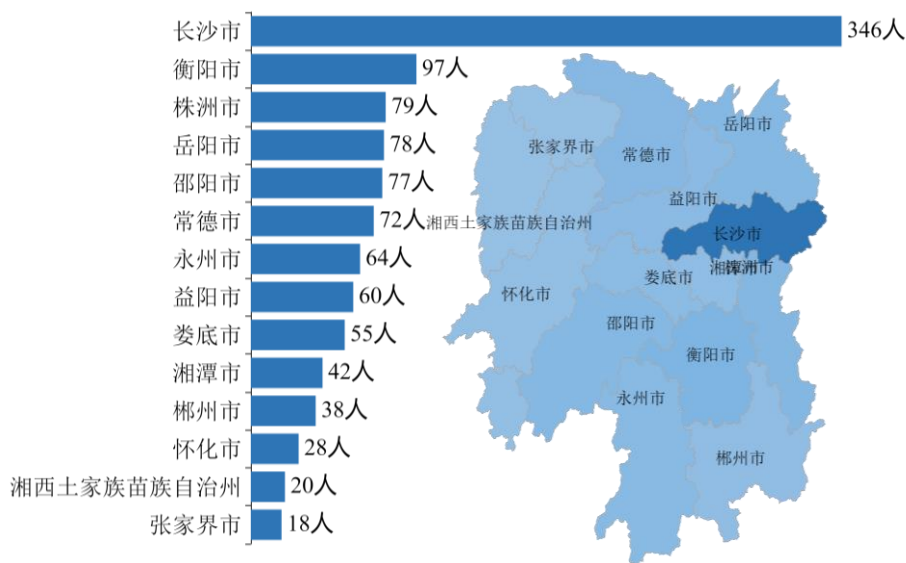 长沙市 346人
衡阳市 97人
株洲市 79人
岳阳市 78人
邵阳市 77人
常德市 72人
永州市 64人
益阳市 60人
娄底市 55人
湘潭市 42人
郴州市 38人
怀化市 28人
湘西土家族苗族自治州 20人
张家界市 18人
岳阳市
张家界市
常德市
益阳市
湘西土家族苗族自治州
长沙市
娄底市
怀化市
邵阳市
衡阳市
永州市
郴州市